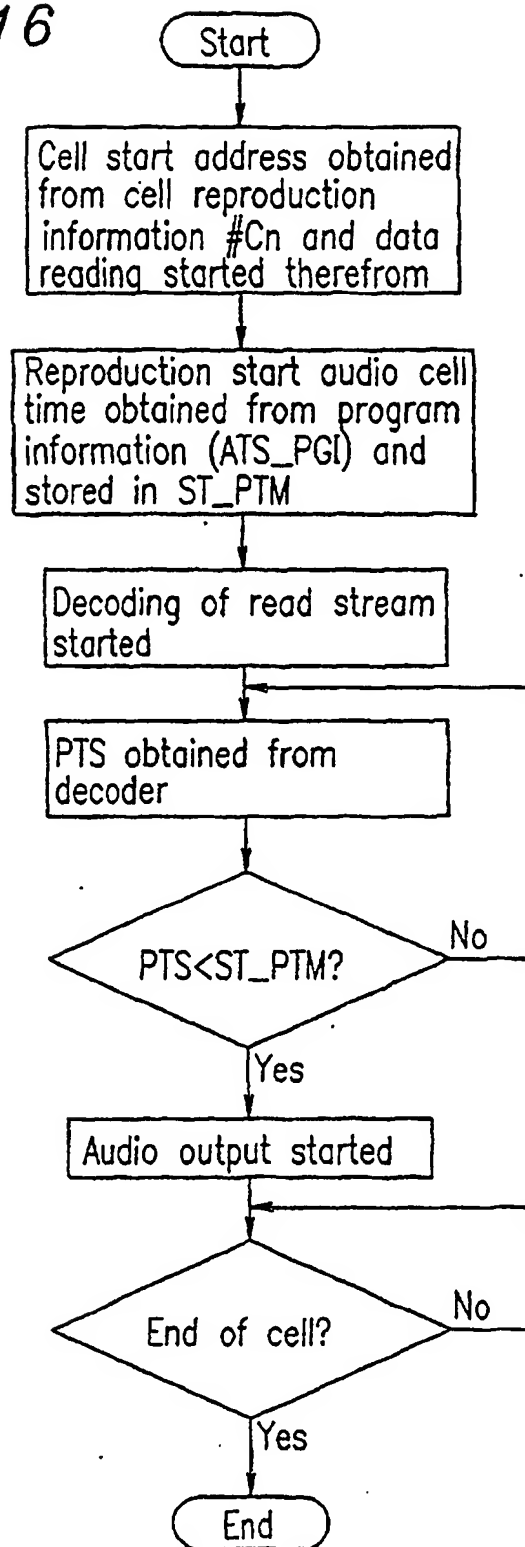 16
Start
Cell start address obtained
from cell reproduction
information #Cn and data
reading started therefrom
Reproduction start audio cell
time obtained from program
information (ATS_PGI) and
stored in ST_PTM
Decoding of read stream
started
PTS obtained from
decoder
PTS<ST_PTM?
No
Yes
Audio output started
End of cell?
No
Yes
End